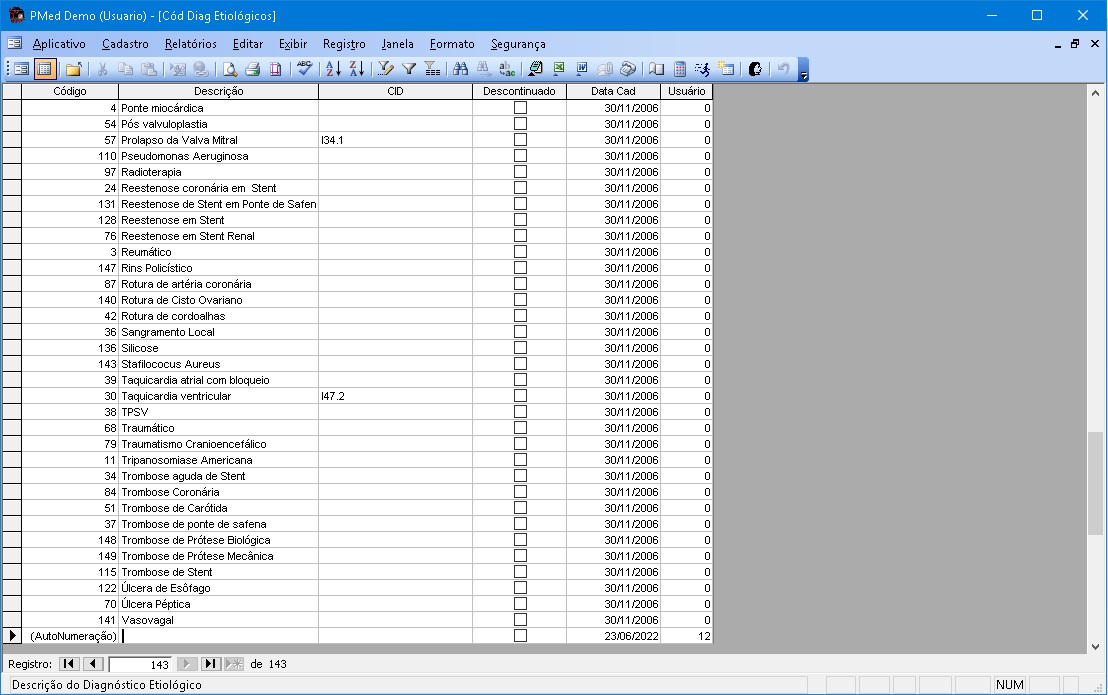 PMed Demo (Usuario) - [Cód Diag Etiológicos]
Aplicativo Cadastro Relatórios Editar Exibir Registro Janela Formato Segurança
Código Descrição CID Descontinuado Data Cad Usuário
4 Ponte miocárdica 30/11/2006 0
54 Pós valvuloplastia 30/11/2006 0
57 Prolapso da Valva Mitral I34.1 30/11/2006 0
110 Pseudomonas Aeruginosa 30/11/2006 0
97 Radioterapia 30/11/2006 0
24 Reestenose coronária em Stent 30/11/2006 0
131 Reestenose de Stent em Ponte de Safen 30/11/2006 0
128 Reestenose em Stent 30/11/2006 0
76 Reestenose em Stent Renal 30/11/2006 0
3 Reumático 30/11/2006 0
147 Rins Policístico 30/11/2006 0
87 Rotura de artéria coronária 30/11/2006 0
140 Rotura de Cisto Ovariano 30/11/2006 0
42 Rotura de cordoalhas 30/11/2006 0
36 Sangramento Local 30/11/2006 0
136 Silicose 30/11/2006 0
143 Stafilococus Aureus 30/11/2006 0
39 Taquicardia atrial com bloqueio 30/11/2006 0
30 Taquicardia ventricular I47.2 30/11/2006 0
38 TPSV 30/11/2006 0
68 Traumático 30/11/2006 0
79 Traumatismo Cranioencefálico 30/11/2006 0
11 Tripanosomiase Americana 30/11/2006 0
34 Trombose aguda de Stent 30/11/2006 0
84 Trombose Coronária 30/11/2006 0
51 Trombose de Carótida 30/11/2006 0
37 Trombose de ponte de safena 30/11/2006 0
148 Trombose de Prótese Biológica 30/11/2006 0
149 Trombose de Prótese Mecânica 30/11/2006 0
115 Trombose de Stent 30/11/2006 0
122 Úlcera de Esôfago 30/11/2006 0
70 Úlcera Péptica 30/11/2006 0
141 Vasovagal 30/11/2006 0
(AutoNumeração) 23/06/2022 12
Registro: 143 de 143
Descrição do Diagnóstico Etiológico NUM